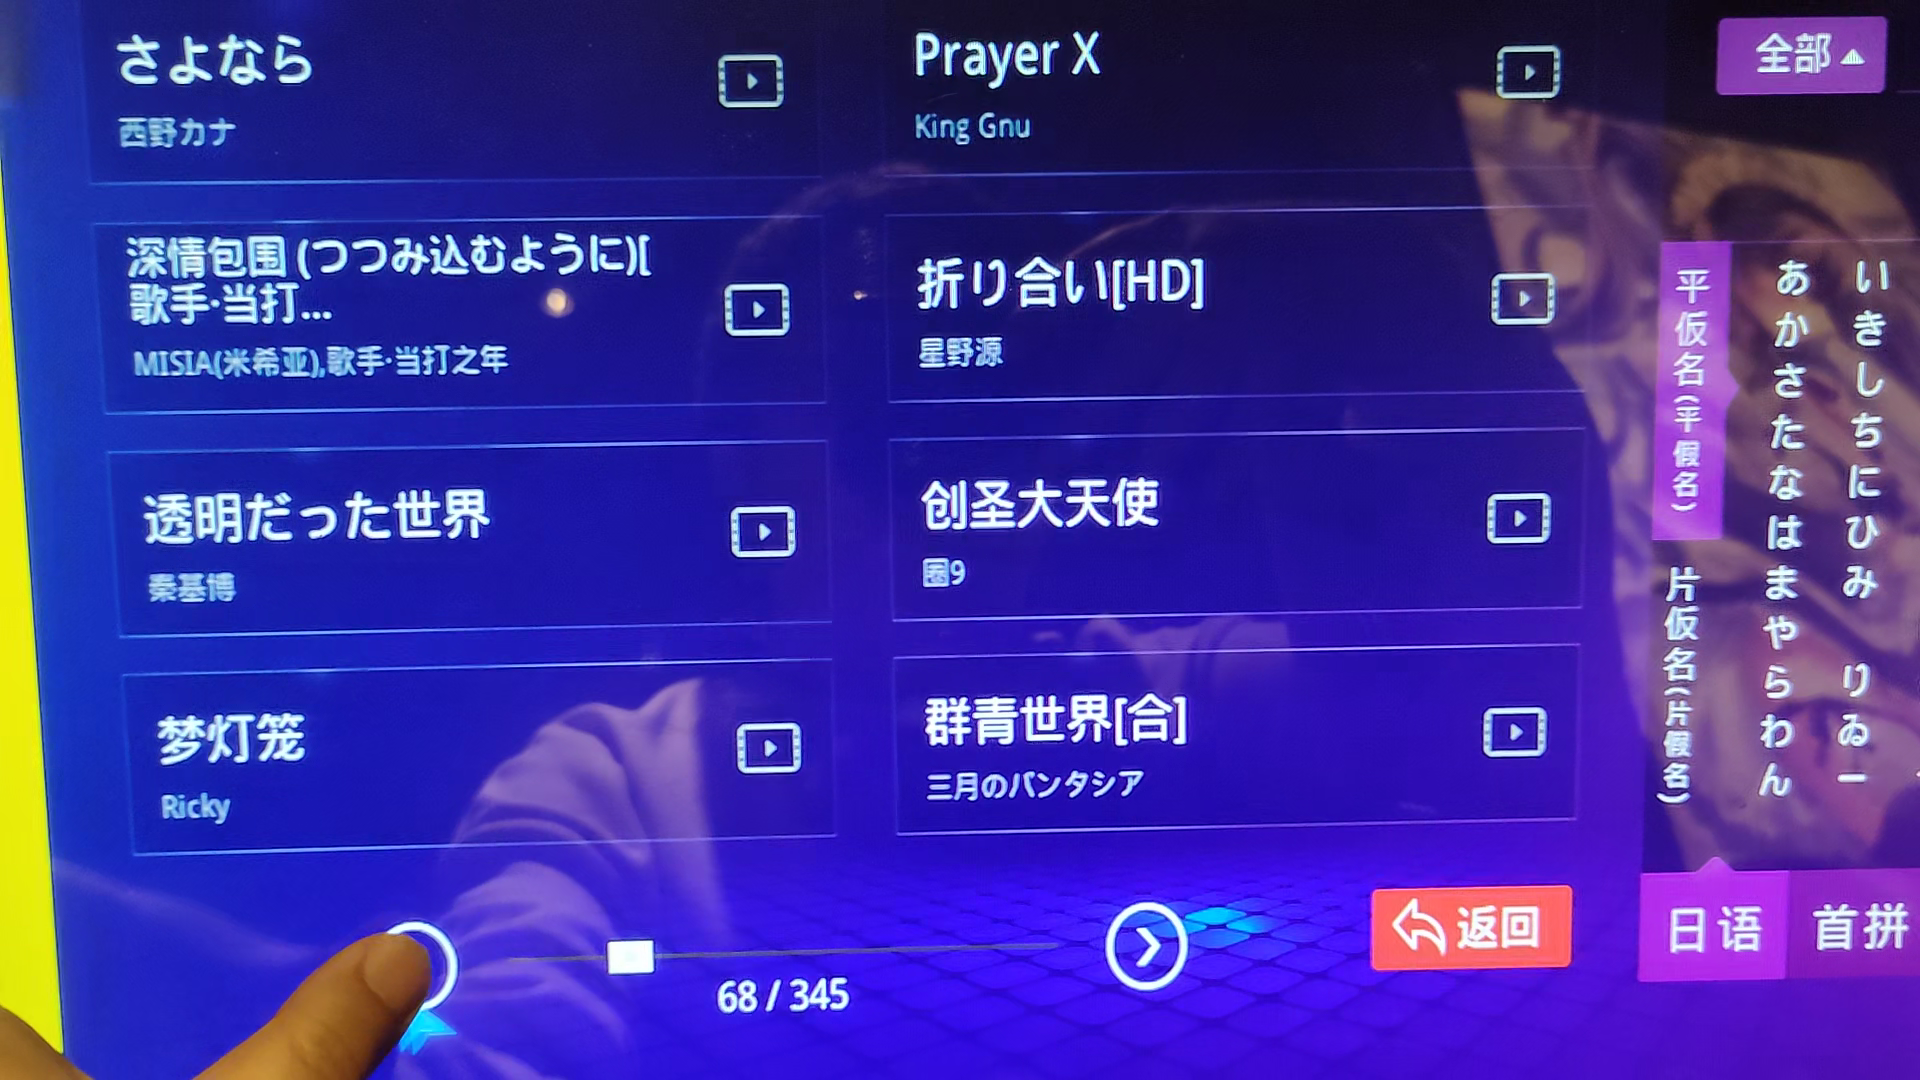 さよなら
西野カナ
Prayer X
King Gnu
深情包围 (つつみ込むように)[
歌手·当打...
MISIA(米希亚),歌手·当打之年
折り合い[HD]
星野源
透明だった世界
秦基博
创圣大天使
圈9
梦灯笼
Ricky
群青世界[合]
三月のパンタシア
68 / 345
返回
全部
平仮名(平假名)
片仮名(片假名)
あかさたなはまやらわん
いきしちにひみ りゐー
日语
首拼